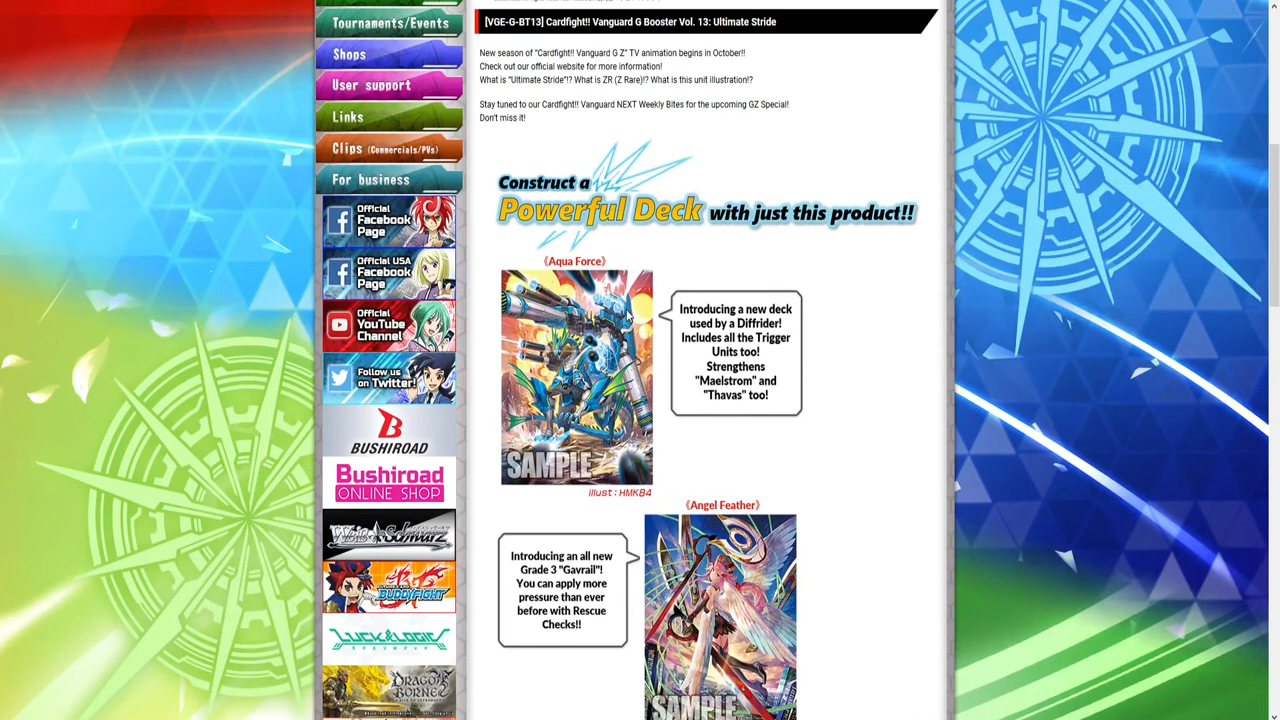 Tournaments/Events
Shops
User support
Links
Clips (Commercials/PVs)
For business
Official
Facebook
Page
Official USA
Facebook
Page
Official
YouTube
Channel
Follow us
on Twitter!
BUSHIROAD
Bushiroad
ONLINE SHOP
Weiß Schwarz
BUDDYFIGHT
LUCK & LOGIC
DRAGOBORNE
[VGE-G-BT13] Cardfight!! Vanguard G Booster Vol. 13: Ultimate Stride
New season of "Cardfight!! Vanguard G Z" TV animation begins in October!!
Check out our official website for more information!
What is "Ultimate Stride"!? What is ZR (Z Rare)!? What is this unit illustration!?
Stay tuned to our Cardfight!! Vanguard NEXT Weekly Bites for the upcoming GZ Special!
Don't miss it!
Construct a
Powerful Deck with just this product!!
《Aqua Force》
SAMPLE
illust : HMK84
Introducing a new deck
used by a Diffrider!
Includes all the Trigger
Units too!
Strengthens
"Maelstrom" and
"Thavas" too!
《Angel Feather》
Introducing an all new
Grade 3 "Gavrail"!
You can apply more
pressure than ever
before with Rescue
Checks!!
SAMPLE